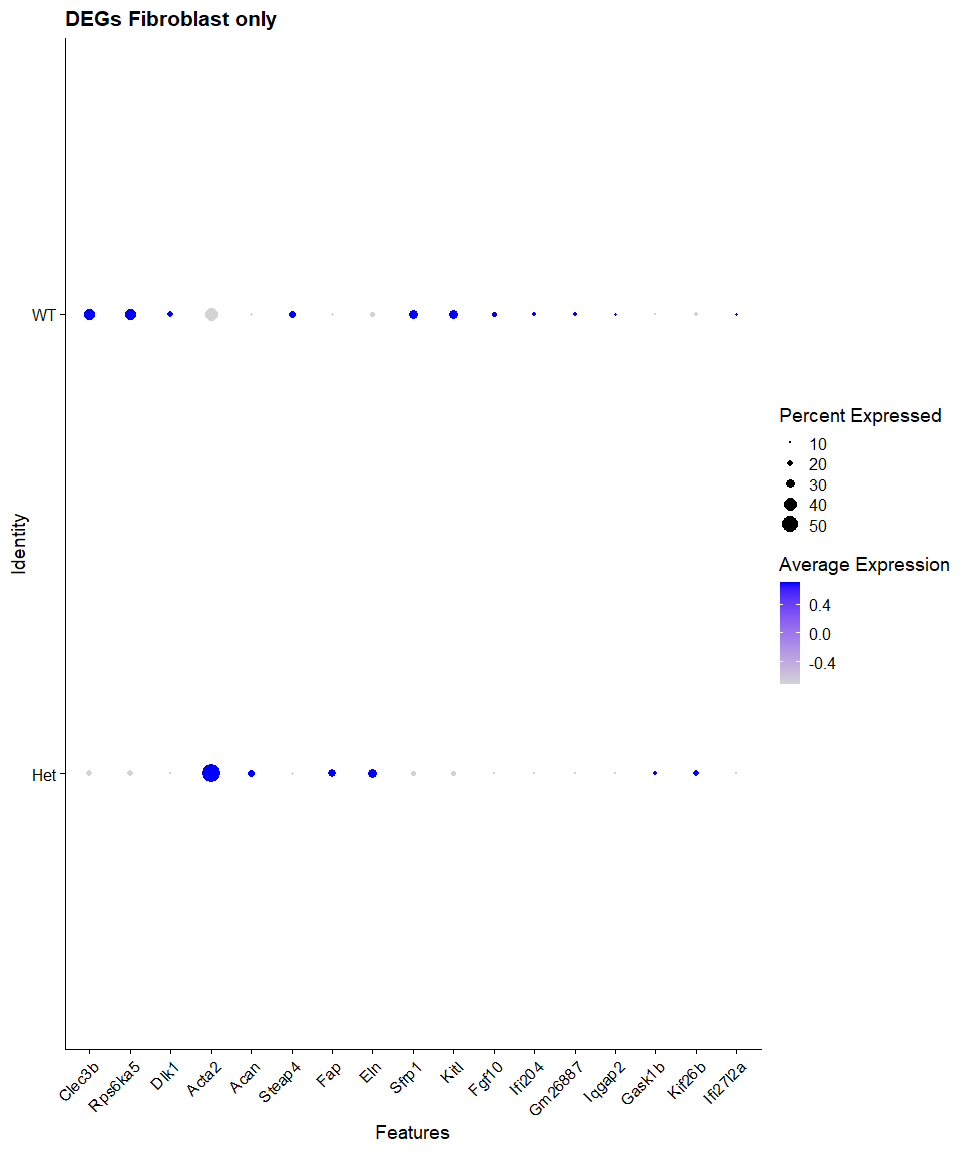 DEGs Fibroblast only
WT
Het
Identity
Clec3b
Rps6ka5
Dlk1
Acta2
Acan
Steap4
Fap
Eln
Sfrp1
Kitl
Fgf10
Ifi204
Gm26887
Iqgap2
Gask1b
Kif26b
Ifi27l2a
Features
Percent Expressed
10
20
30
40
50
Average Expression
0.4
0.0
-0.4